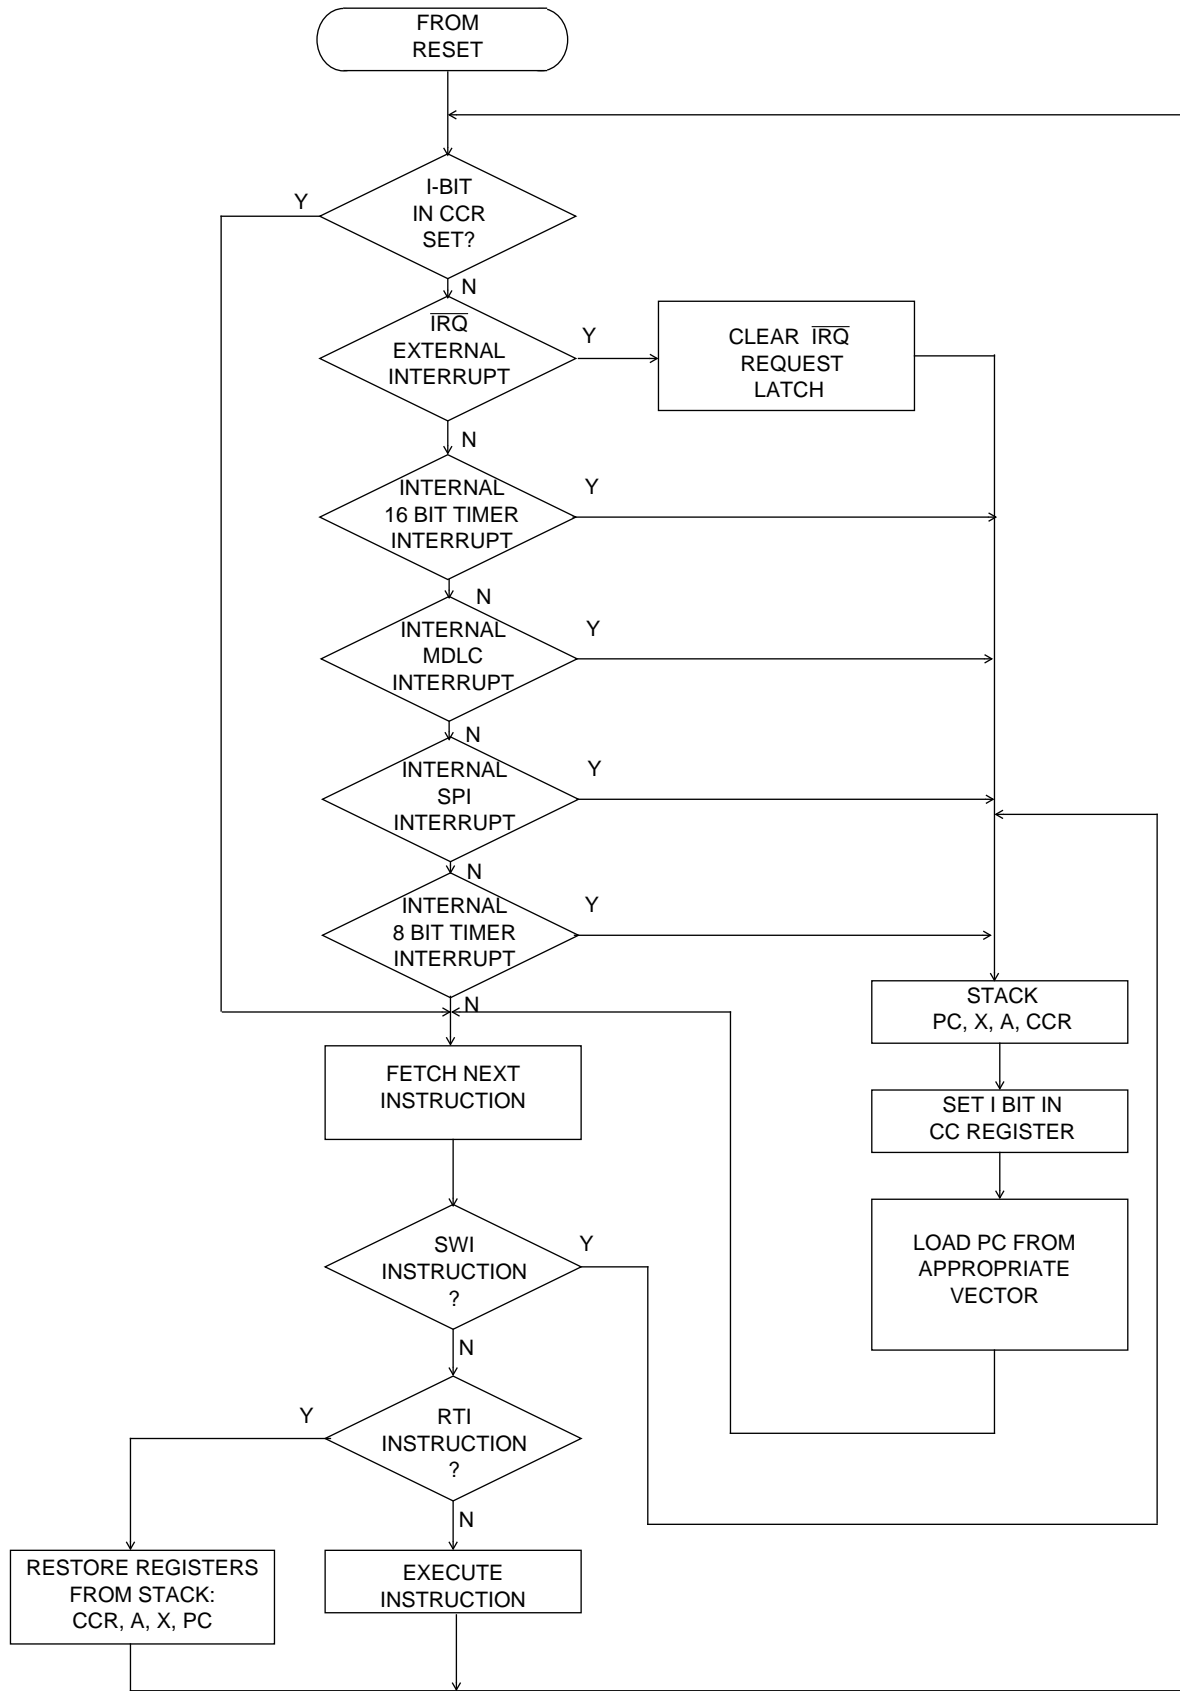 FROM
RESET
Y
I-BIT
IN CCR
SET?
N
IRQ
EXTERNAL
INTERRUPT
Y
CLEAR IRQ
REQUEST
LATCH
N
INTERNAL
16 BIT TIMER
INTERRUPT
Y
N
INTERNAL
MDLC
INTERRUPT
Y
N
INTERNAL
SPI
INTERRUPT
Y
N
INTERNAL
8 BIT TIMER
INTERRUPT
Y
N
STACK
PC, X, A, CCR
FETCH NEXT
INSTRUCTION
SET I BIT IN
CC REGISTER
SWI
INSTRUCTION
?
Y
LOAD PC FROM
APPROPRIATE
VECTOR
N
Y
RTI
INSTRUCTION
?
N
RESTORE REGISTERS
FROM STACK:
CCR, A, X, PC
EXECUTE
INSTRUCTION